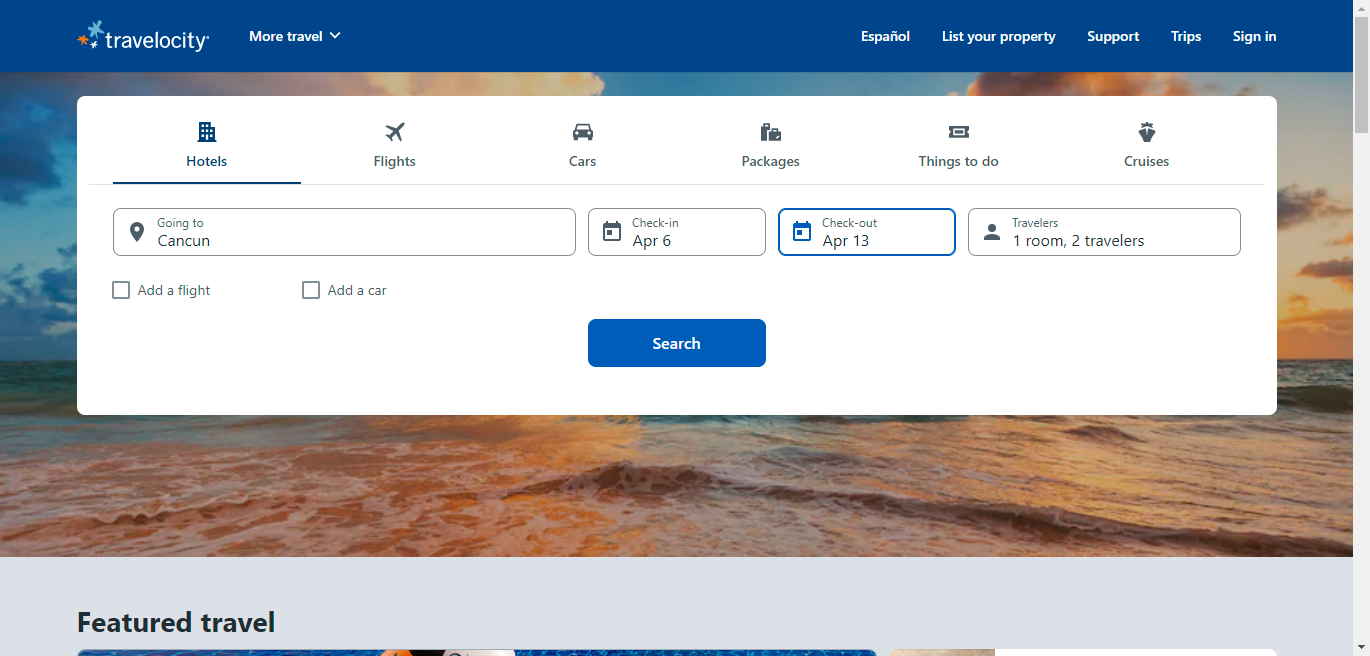 travelocity
More travel
Español
List your property
Support
Trips
Sign in
Hotels
Flights
Cars
Packages
Things to do
Cruises
Going to
Cancun
Check-in
Apr 6
Check-out
Apr 13
Travelers
1 room, 2 travelers
Add a flight
Add a car
Search
Featured travel